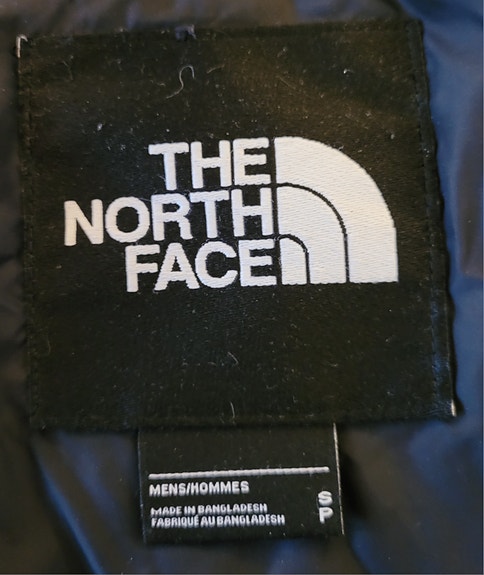 THE
NORTH
FACE
MENS/HOMMES
MADE IN BANGLADESH
FABRIQUÉ AU BANGLADESH
S
P